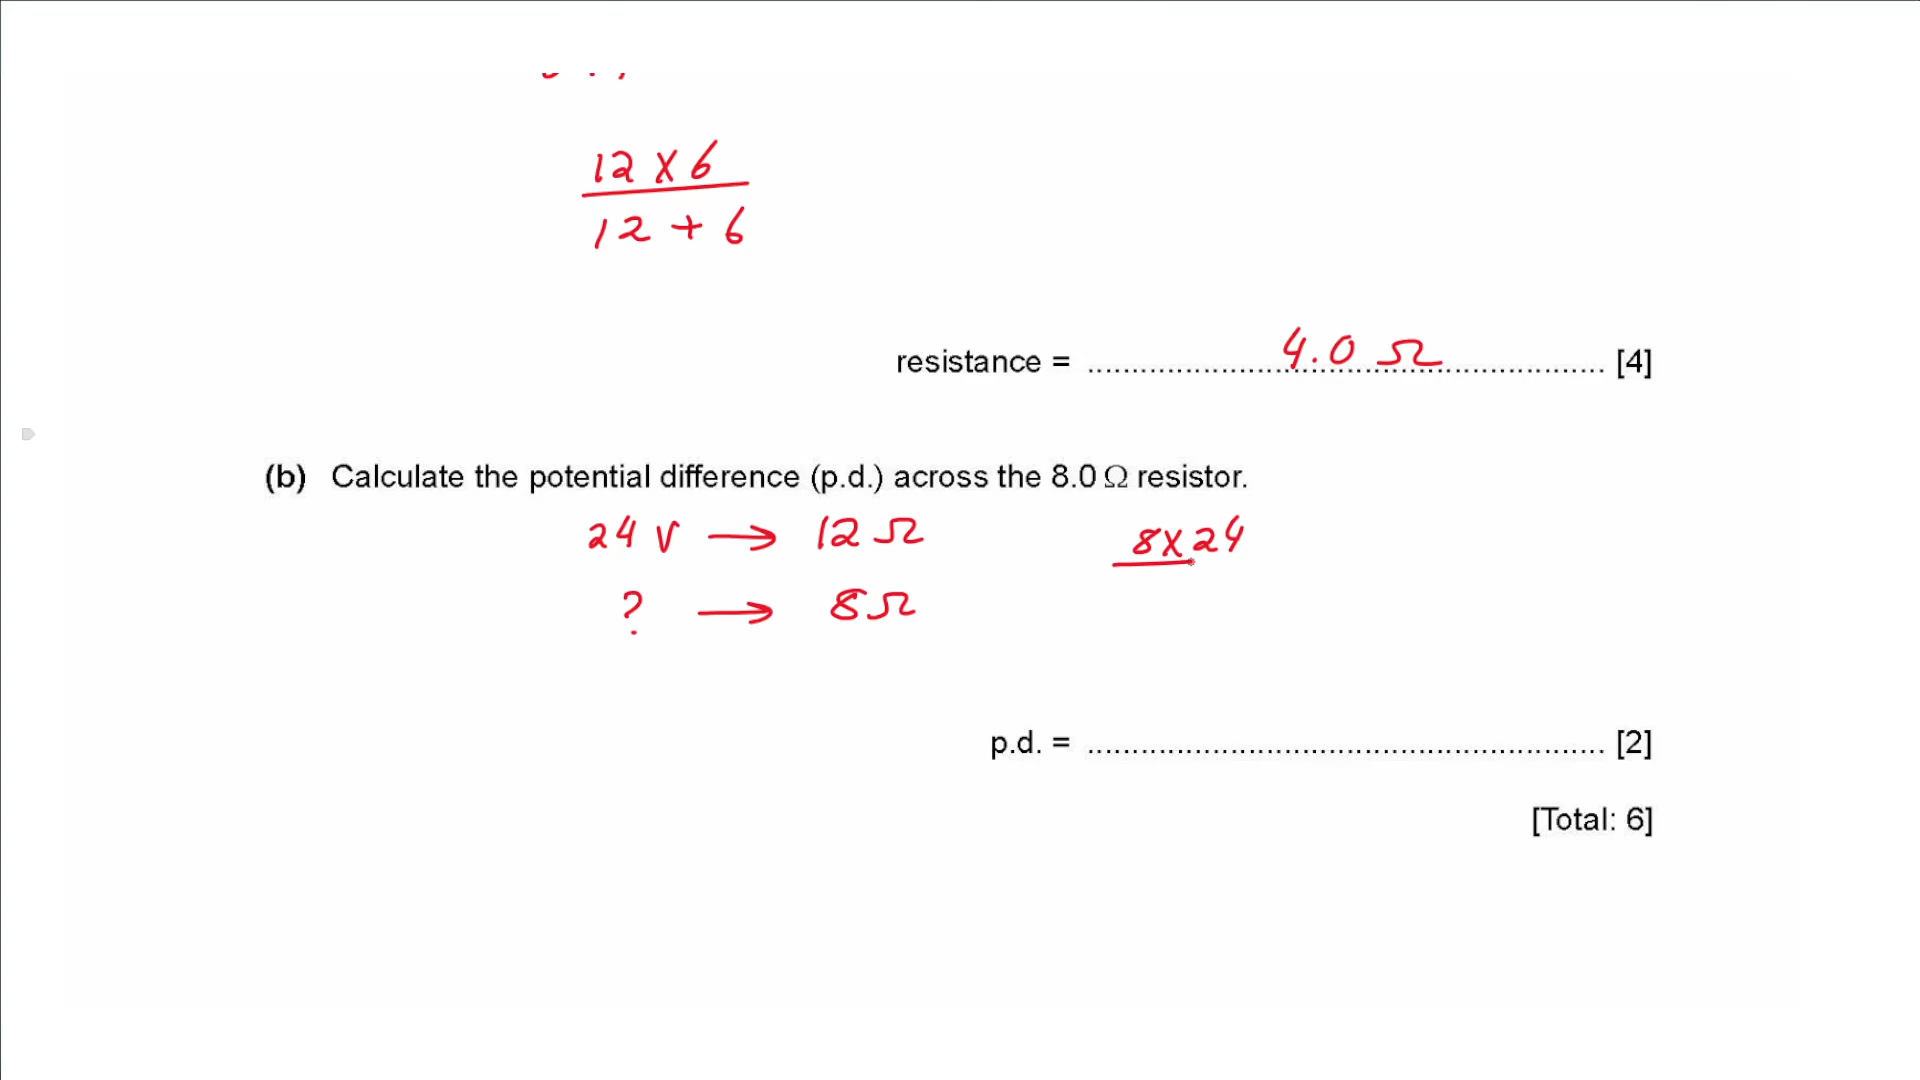 12 x 6
12 + 6
resistance = ........................................................... [4]
4.0 Ω
(b) Calculate the potential difference (p.d.) across the 8.0 Ω resistor.
24 V → 12 Ω
8x24
? → 8Ω
p.d. = ........................................................... [2]
[Total: 6]